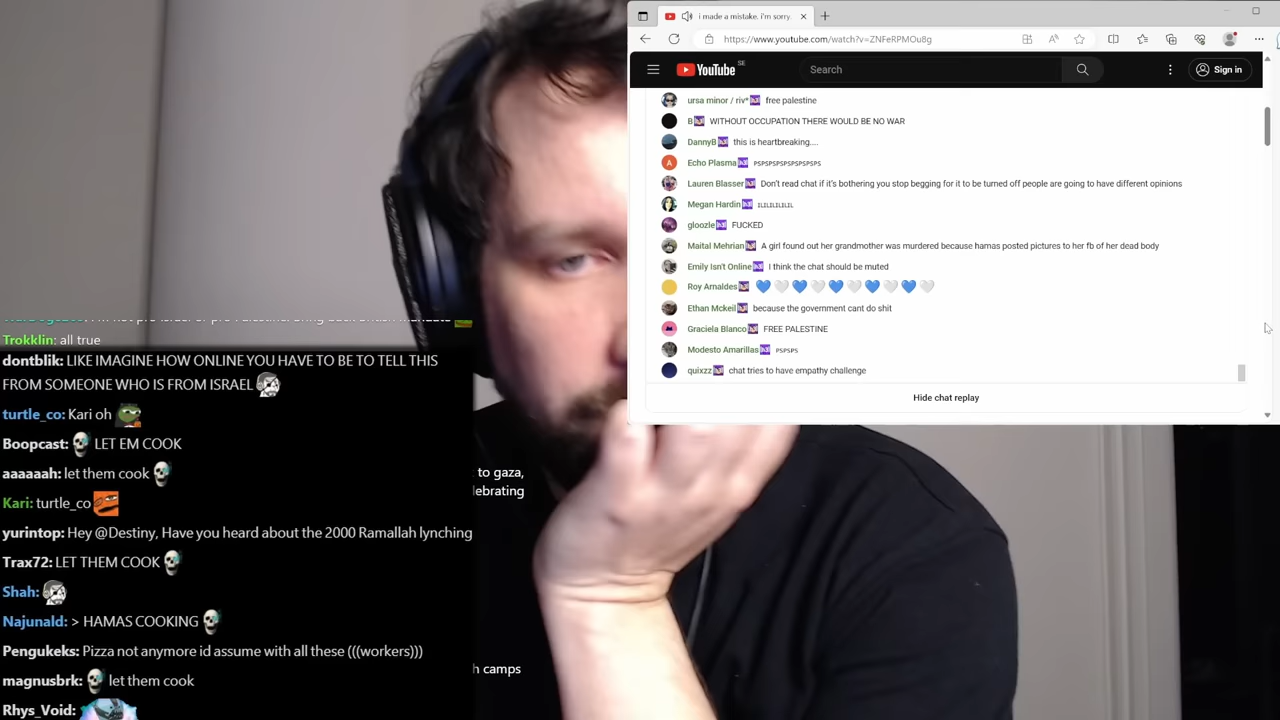 i made a mistake. i'm sorry.
https://www.youtube.com/watch?v=ZNFeRPMOu8g
YouTube SE
Search
Sign in
ursa minor / riv* free palestine
B WITHOUT OCCUPATION THERE WOULD BE NO WAR
DannyB this is heartbreaking....
Echo Plasma PSPSPSPSPSPSPSPSPS
Lauren Blasser Don't read chat if it's bothering you stop begging for it to be turned off people are going to have different opinions
Megan Hardin
gloozle FUCKED
Maital Mehrian A girl found out her grandmother was murdered because hamas posted pictures to her fb of her dead body
Emily Isn't Online I think the chat should be muted
Roy Arnaldes 💙🤍💙🤍💙🤍💙🤍💙🤍
Ethan Mckeil because the government cant do shit
Graciela Blanco FREE PALESTINE
Modesto Amarillas PSPSPS
quixzz chat tries to have empathy challenge
Hide chat replay
Trokklin: all true
dontblik: LIKE IMAGINE HOW ONLINE YOU HAVE TO BE TO TELL THIS
FROM SOMEONE WHO IS FROM ISRAEL
turtle_co: Kari oh
Boopcast: LET EM COOK
aaaaaah: let them cook
Kari: turtle_co
yurintop: Hey @Destiny, Have you heard about the 2000 Ramallah lynching
Trax72: LET THEM COOK
Shah:
Najunald: > HAMAS COOKING
Pengukeks: Pizza not anymore id assume with all these (((workers)))
magnusbrk: let them cook
Rhys_Void:
to gaza,
ebrating
h camps